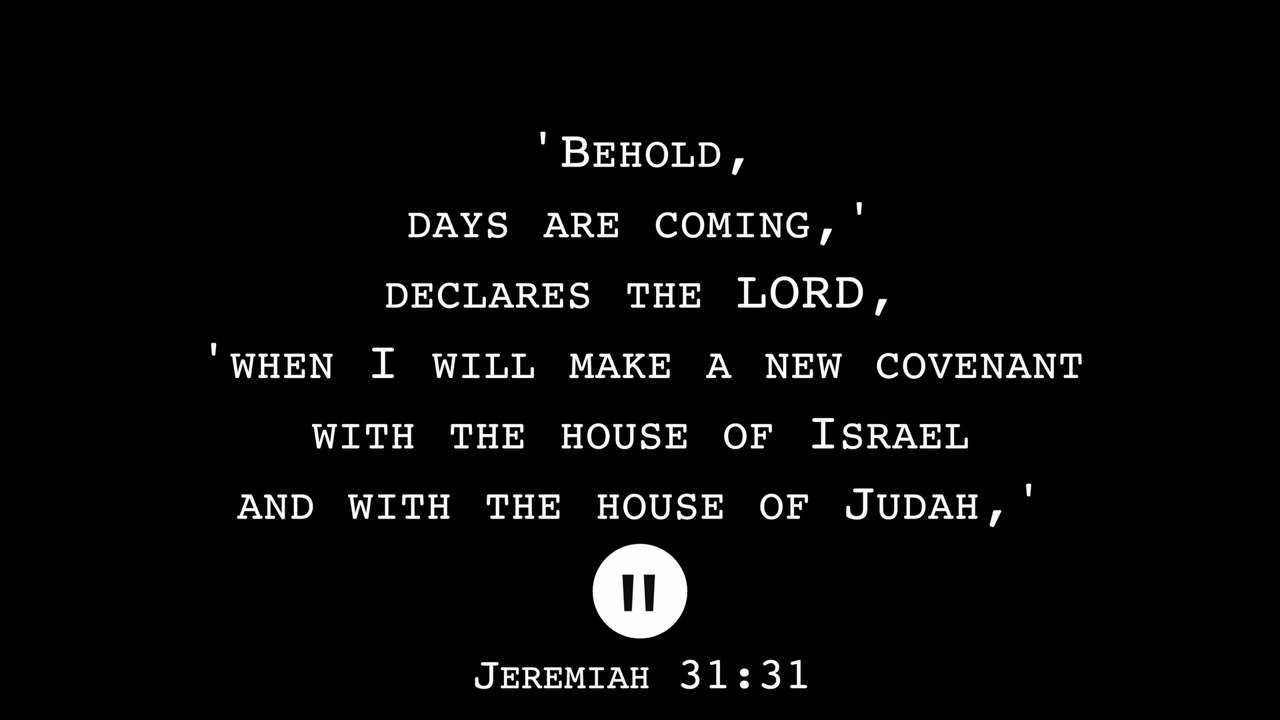 'Behold,
days are coming,'
declares the LORD,
'when I will make a new covenant
with the house of Israel
and with the house of Judah,'
"
Jeremiah 31:31